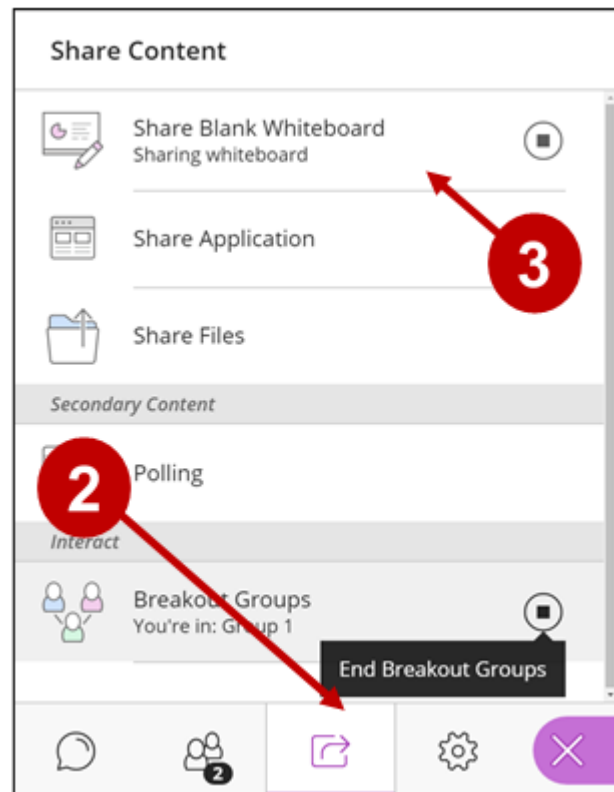 Share Content
Share Blank Whiteboard
Sharing whiteboard
3
Share Application
Share Files
Secondary Content
2
Polling
Interact
Breakout Groups
You're in: Group 1
End Breakout Groups
2